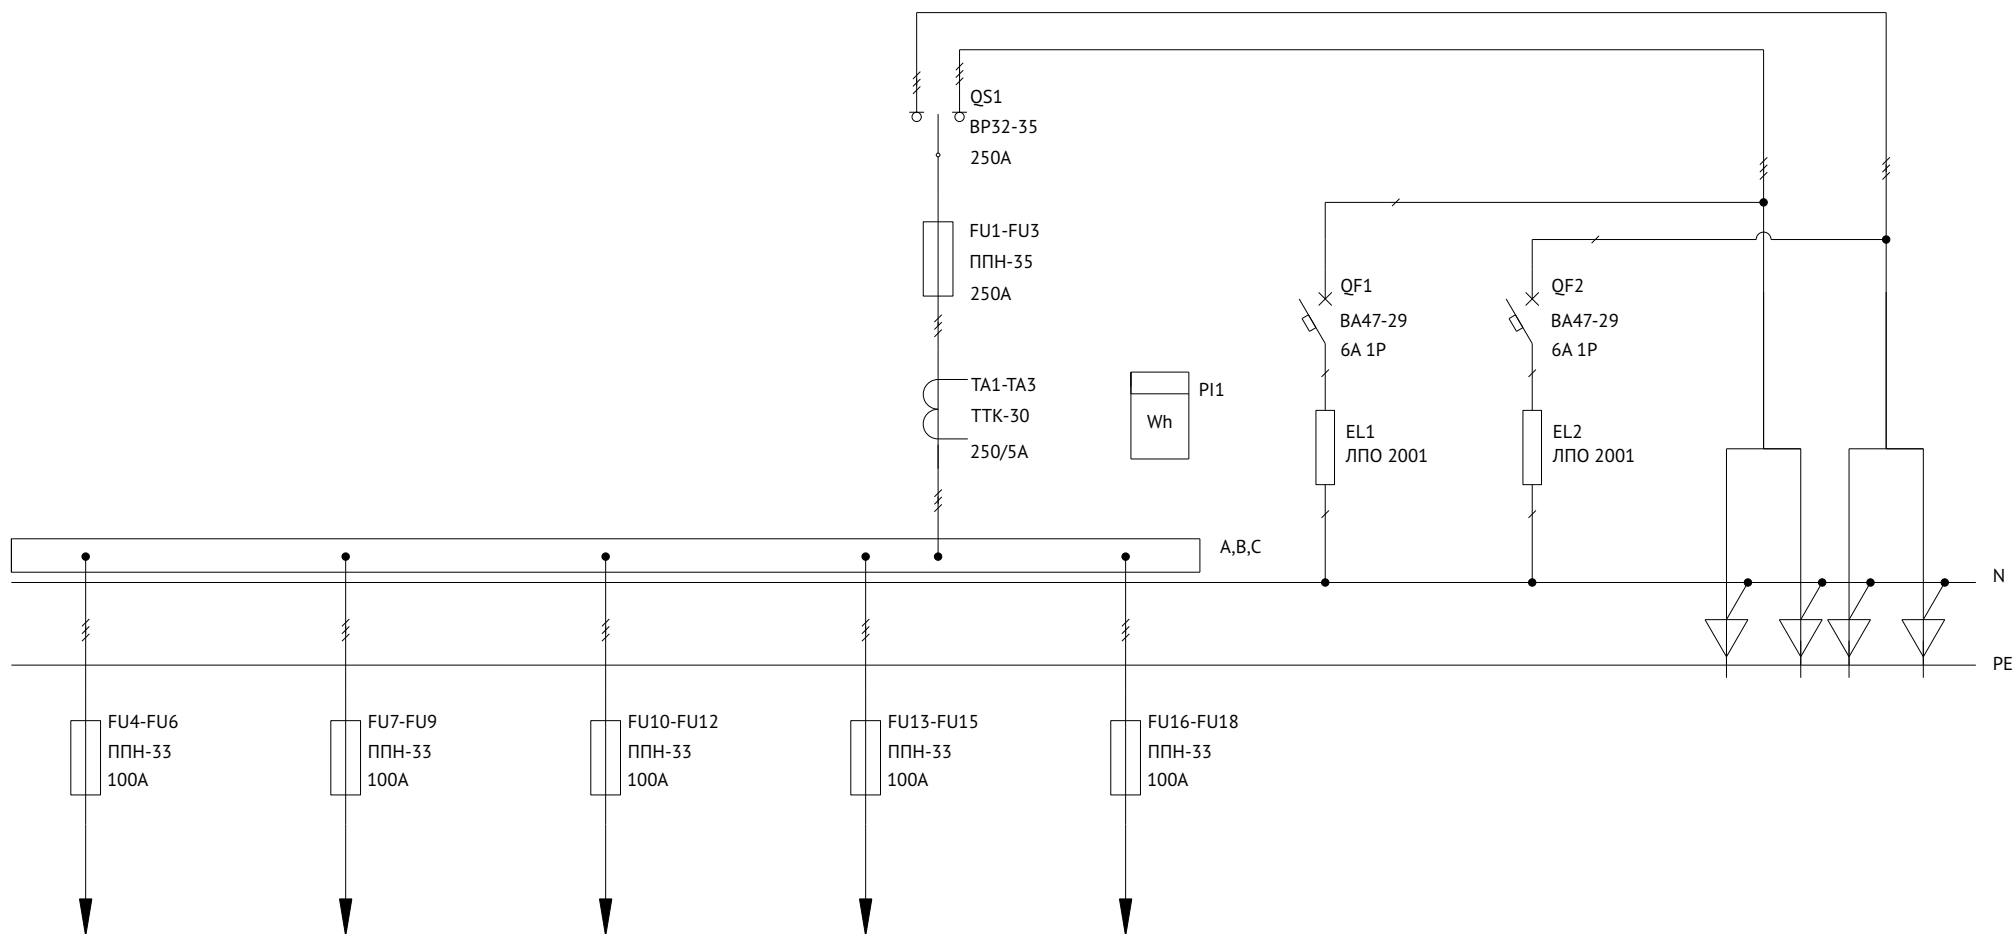 QS1
ВР32-35
250А
FU1-FU3
ППН-35
250А
TA1-TA3
ТТК-30
250/5А
PI1
Wh
QF1
ВА47-29
6А 1Р
QF2
ВА47-29
6А 1Р
EL1
ЛПО 2001
EL2
ЛПО 2001
A,B,C
N
PE
FU4-FU6
ППН-33
100А
FU7-FU9
ППН-33
100А
FU10-FU12
ППН-33
100А
FU13-FU15
ППН-33
100А
FU16-FU18
ППН-33
100А